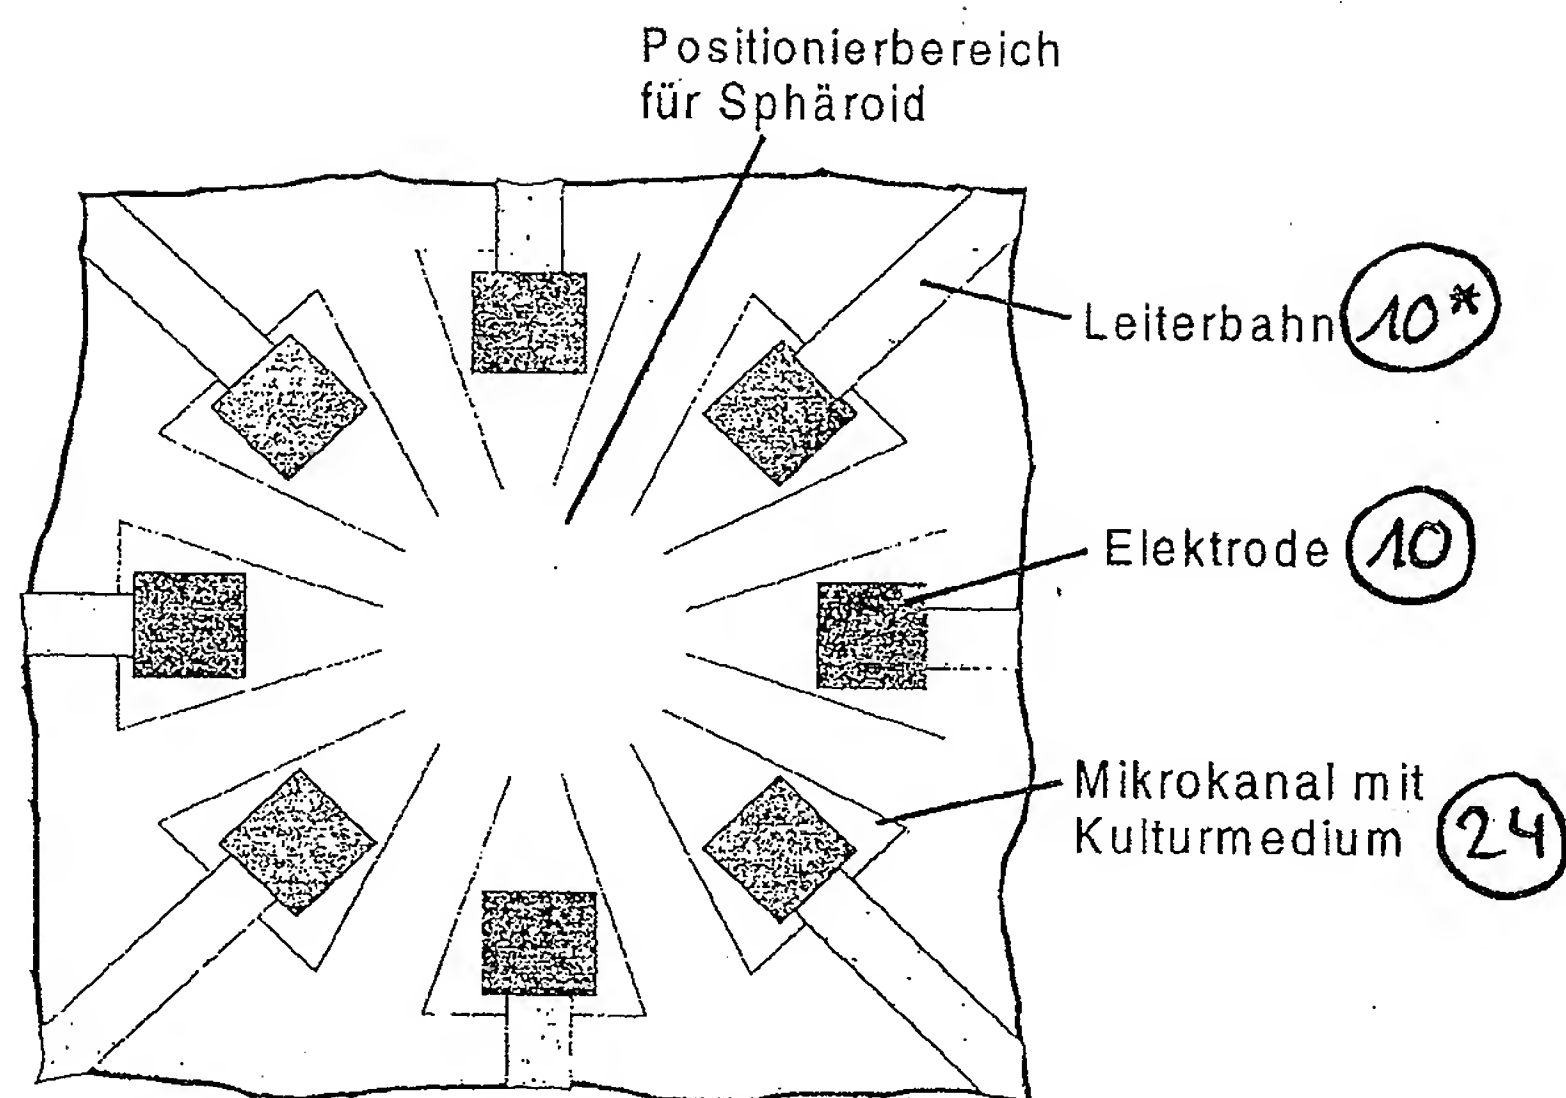 Positionierbereich
für Sphäroid
Leiterbahn 10*
Elektrode 10
Mikrokanal mit
Kulturmedium 24